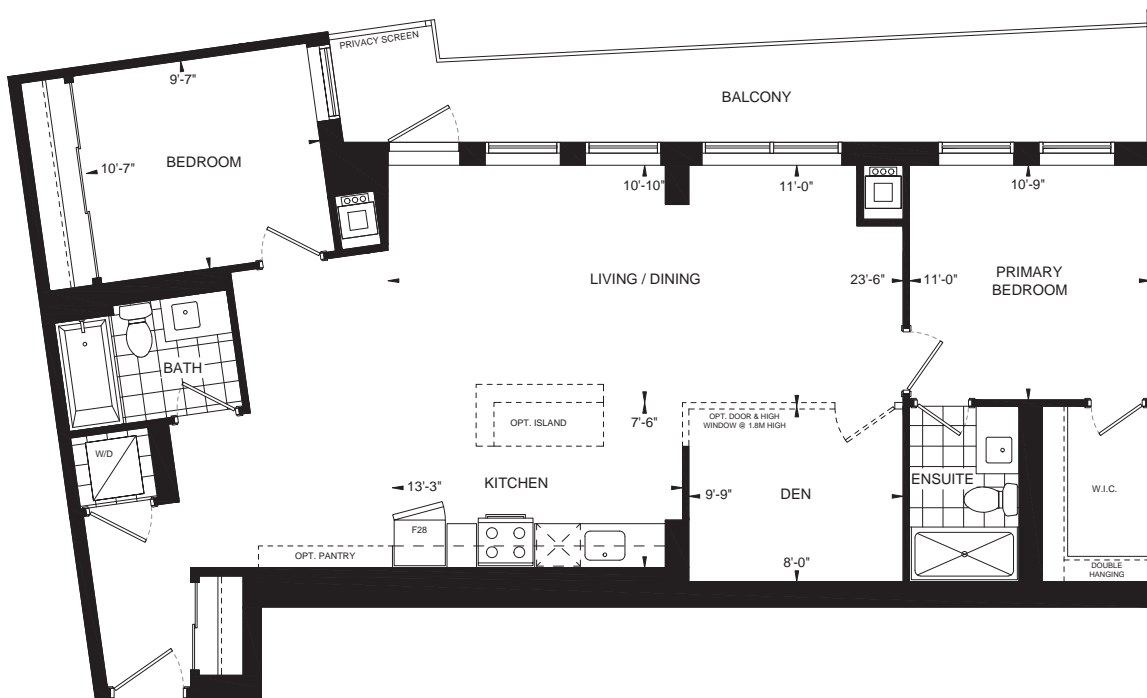 PRIVACY SCREEN
9'-7"
BALCONY
BEDROOM
10'-7"
10'-10"
11'-0"
10'-9"
LIVING / DINING
23'-6"
11'-0"
PRIMARY
BEDROOM
BATH
OPT. ISLAND
7'-6"
OPT. DOOR & HIGH
WINDOW @ 1.8M HIGH
W/D
13'-3"
KITCHEN
9'-9"
DEN
ENSUITE
W.I.C.
F28
OPT. PANTRY
8'-0"
DOUBLE
HANGING